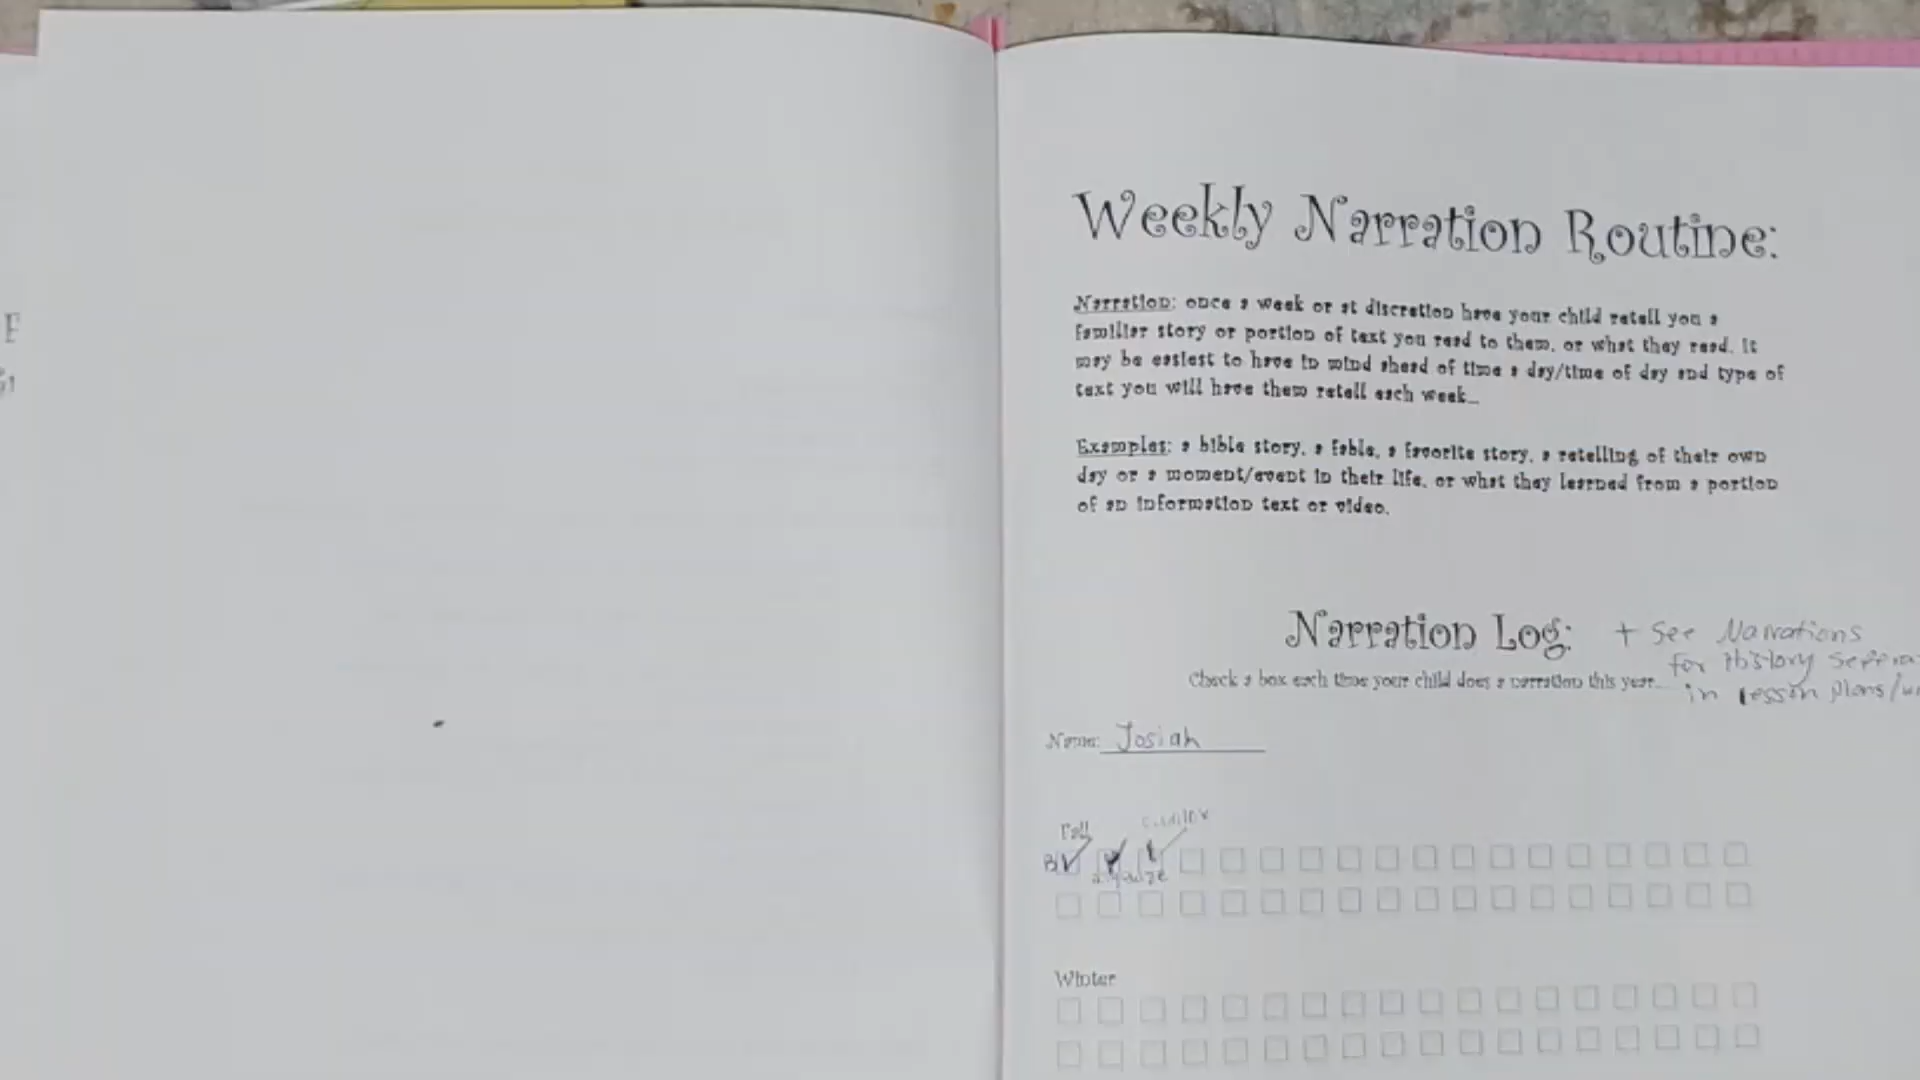 Weekly Narration Routine:
Narration: once a week or at discretion have your child retell you a
familiar story or portion of text you read to them, or what they read. It
may be easiest to have in mind ahead of time a day/time of day and type of
text you will have them retell each week...
Examples: a bible story, a fable, a favorite story, a retelling of their own
day or a moment/event in their life, or what they learned from a portion
of an information text or video.
Narration Log: + See Narrations
for History
in lesson plans/
Check a box each time your child does a narration this year...
Name: Josiah
Fall
Winter